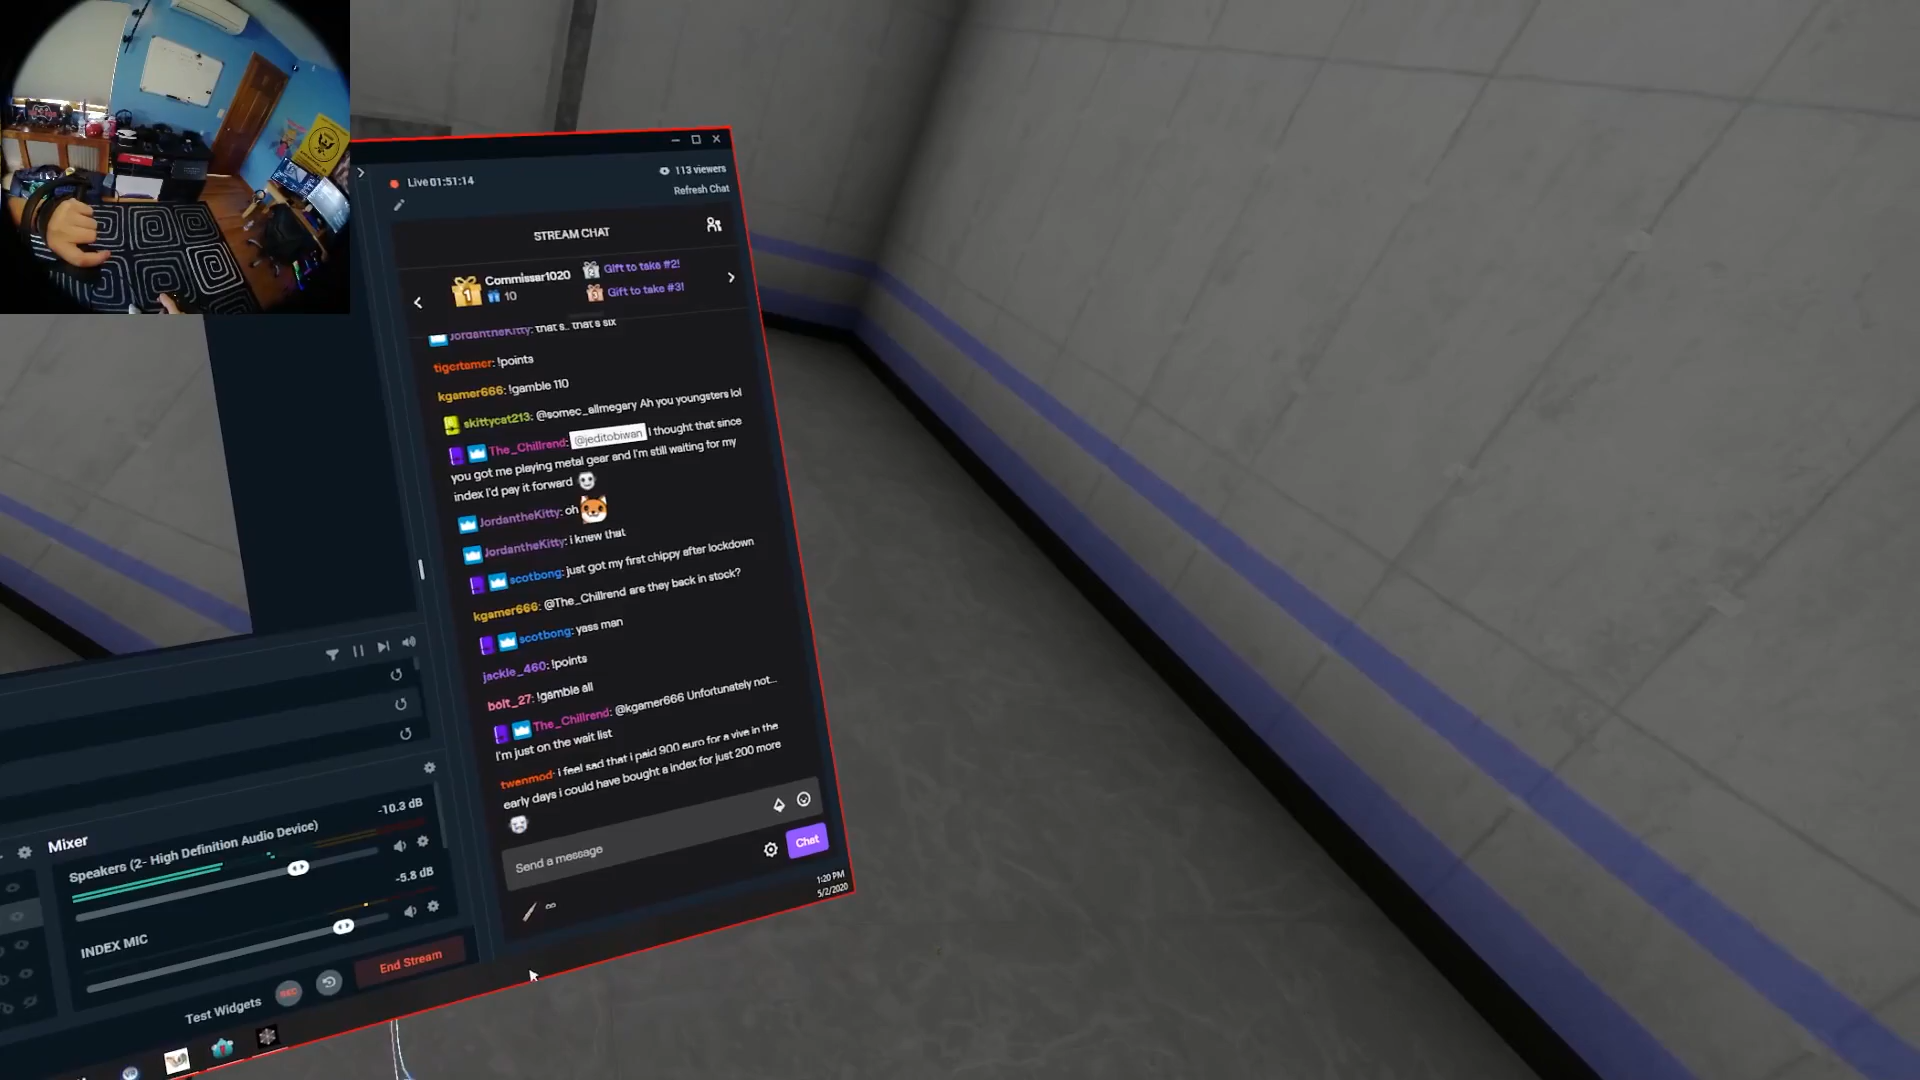 Live 01:51:14
113 viewers
Refresh Chat
STREAM CHAT
Commissar1020
10
Gift to take #2!
Gift to take #3!
JordantheKitty: that's.. that's six
tigertamer: !points
kgamer666: !gamble 110
skittycat213: @somec_allmegary Ah you youngsters lol
The_Chillrend: @jeditobiwan I thought that since
you got me playing metal gear and I'm still waiting for my
index I'd pay it forward
JordantheKitty: oh
JordantheKitty: i knew that
scotbong: just got my first chippy after lockdown
kgamer666: @The_Chillrend are they back in stock?
scotbong: yass man
jackle_460: !points
bolt_27: !gamble all
The_Chillrend: @kgamer666 Unfortunately not...
I'm just on the wait list
twenmod: i feel sad that i paid 900 euro for a vive in the
early days i could have bought a index for just 200 more
Send a message
Chat
1:20 PM
5/2/2020
Mixer
Speakers (2- High Definition Audio Device)
-10.3 dB
INDEX MIC
-5.8 dB
Test Widgets
REC
End Stream